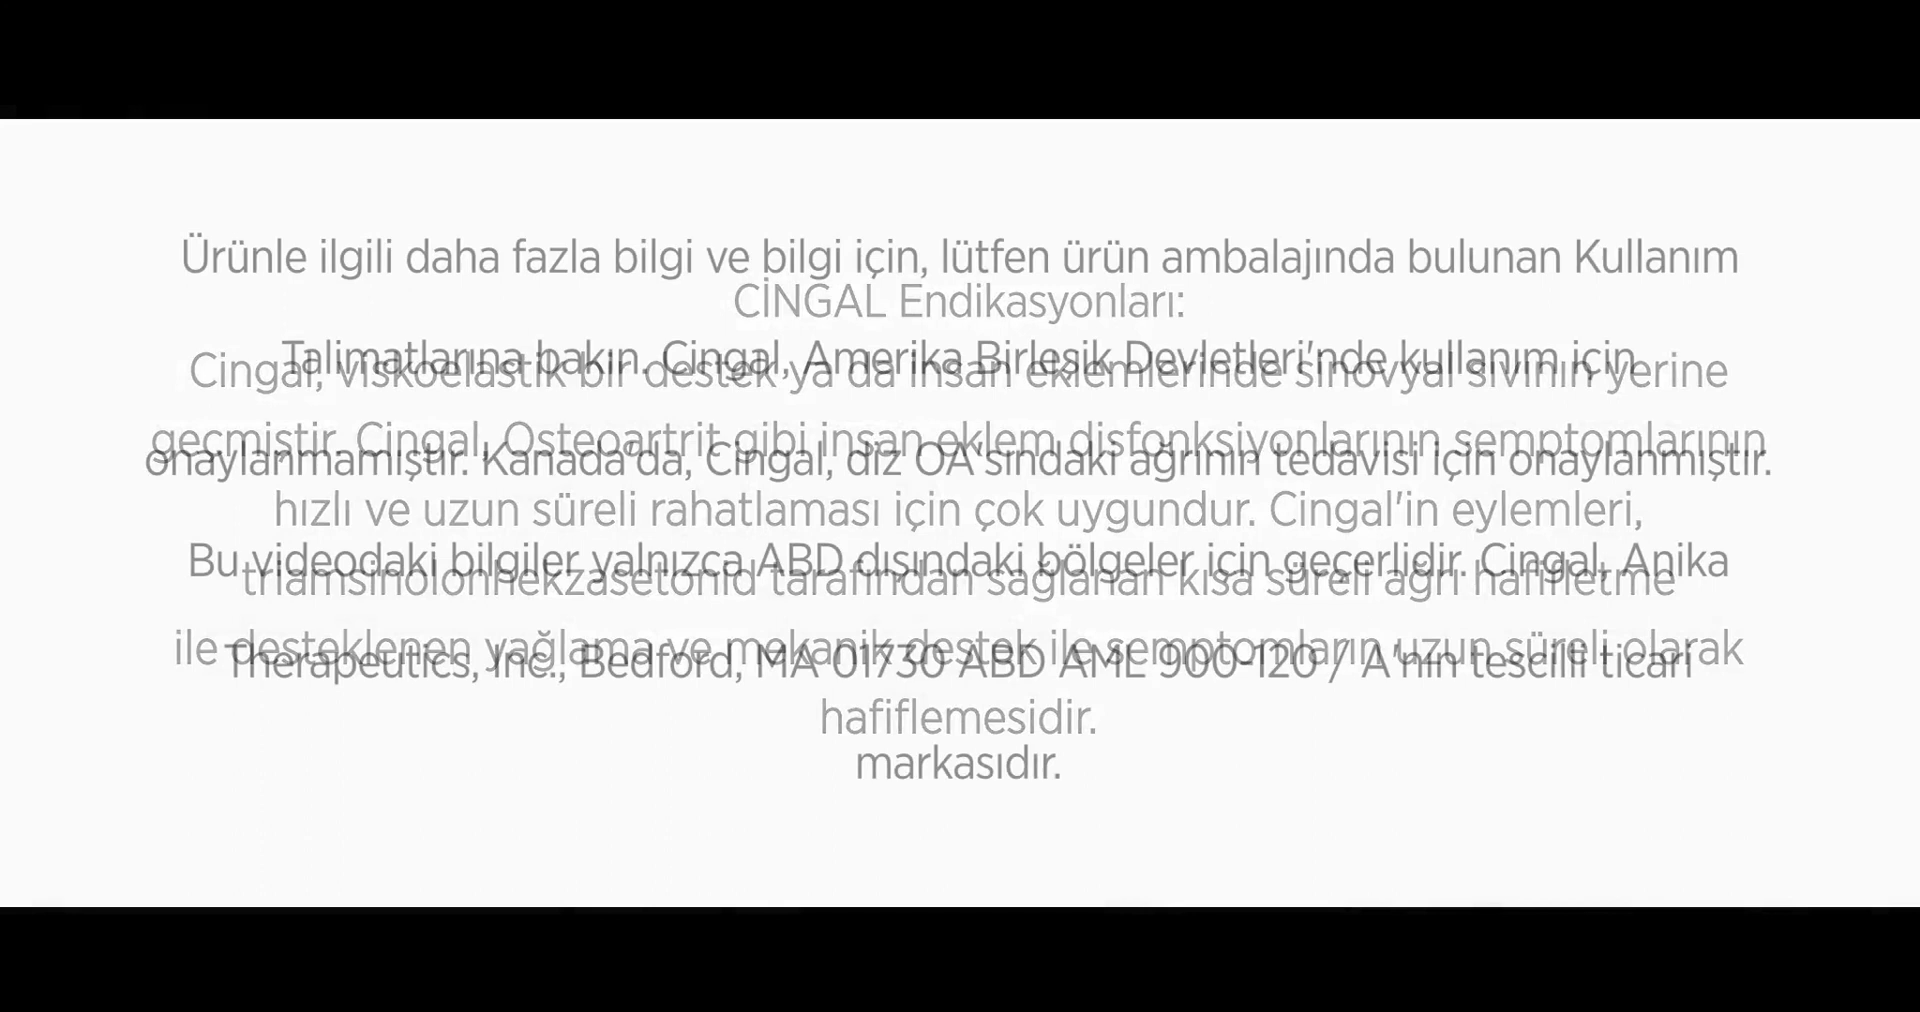 Ürünle ilgili daha fazla bilgi ve bilgi için, lütfen ürün ambalajında bulunan Kullanım
CİNGAL Endikasyonları:
Talimatlarına bakın. Cingal, Amerika Birleşik Devletleri'nde kullanım için
Cingal, viskoelastik bir destek ya da insan eklemlerinde sinovyal sıvının yerine
geçmiştir. Cingal, Osteoartrit gibi insan eklem disfonksiyonlarının semptomlarının
onaylanmamıştır. Kanada'da, Cingal, diz OA'sındaki ağrının tedavisi için onaylanmıştır.
hızlı ve uzun süreli rahatlaması için çok uygundur. Cingal'in eylemleri,
Bu videodaki bilgiler yalnızca ABD dışındaki bölgeler için geçerlidir. Cingal, Anika
triamsinolonhekzasetonid tarafından sağlanan kısa süreli ağrı hafifletme
ile desteklenen yağlama ve mekanik destek ile semptomların uzun süreli olarak
Therapeutics, Inc., Bedford, MA 01730 ABD AML 900-120 / A'nın tescilli ticari
hafiflemesidir.
markasıdır.